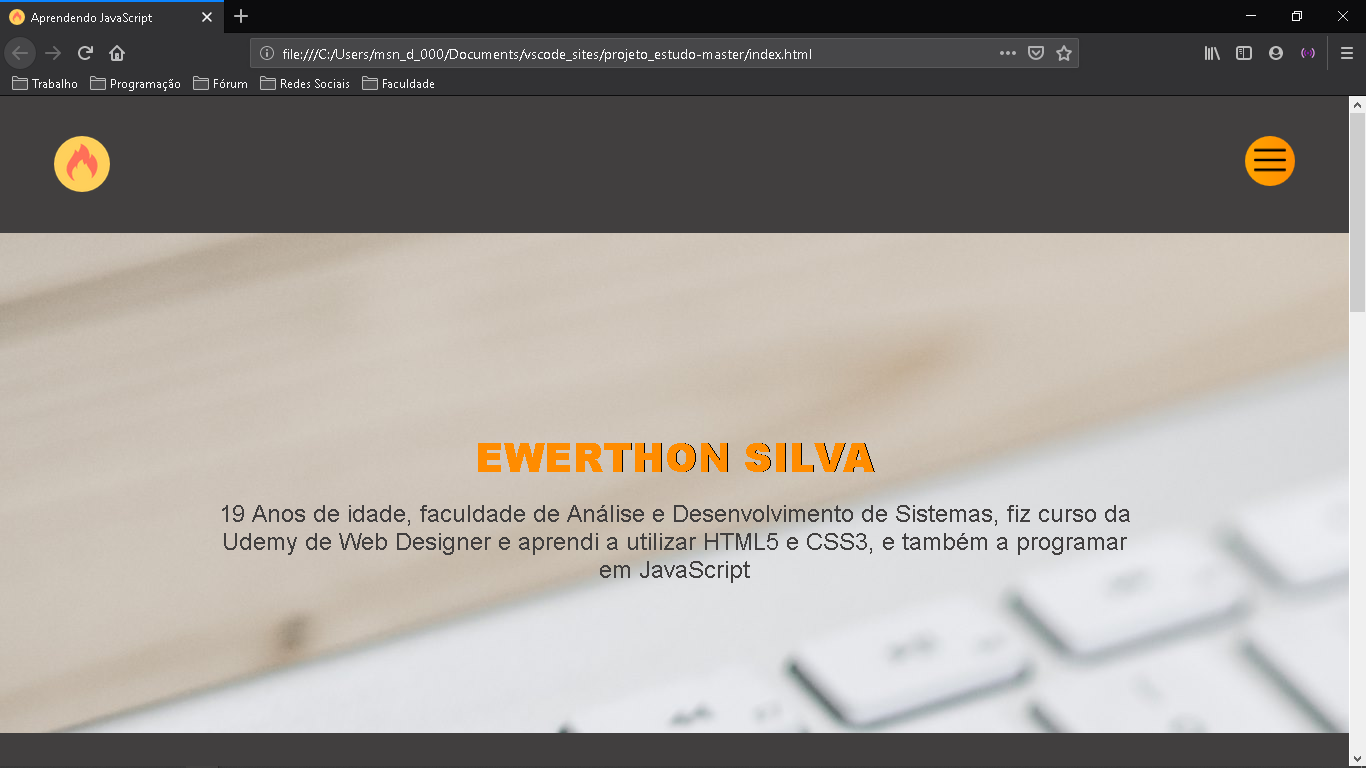 Aprendendo JavaScript
file:///C:/Users/msn_d_000/Documents/vscode_sites/projeto_estudo-master/index.html
Trabalho Programação Fórum Redes Sociais Faculdade
EWERTHON SILVA
19 Anos de idade, faculdade de Análise e Desenvolvimento de Sistemas, fiz curso da
Udemy de Web Designer e aprendi a utilizar HTML5 e CSS3, e também a programar
em JavaScript